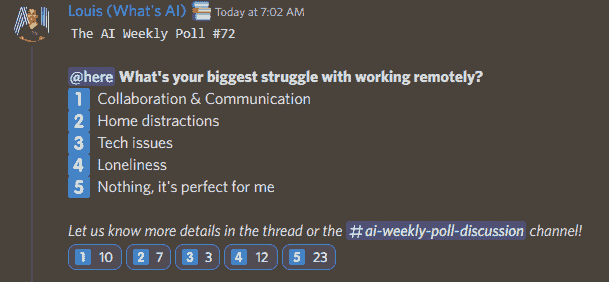 Louis (What's AI) Today at 7:02 AM
The AI Weekly Poll #72
@here What's your biggest struggle with working remotely?
1 Collaboration & Communication
2 Home distractions
3 Tech issues
4 Loneliness
5 Nothing, it's perfect for me
Let us know more details in the thread or the #ai-weekly-poll-discussion channel!
1 10 2 7 3 3 4 12 5 23